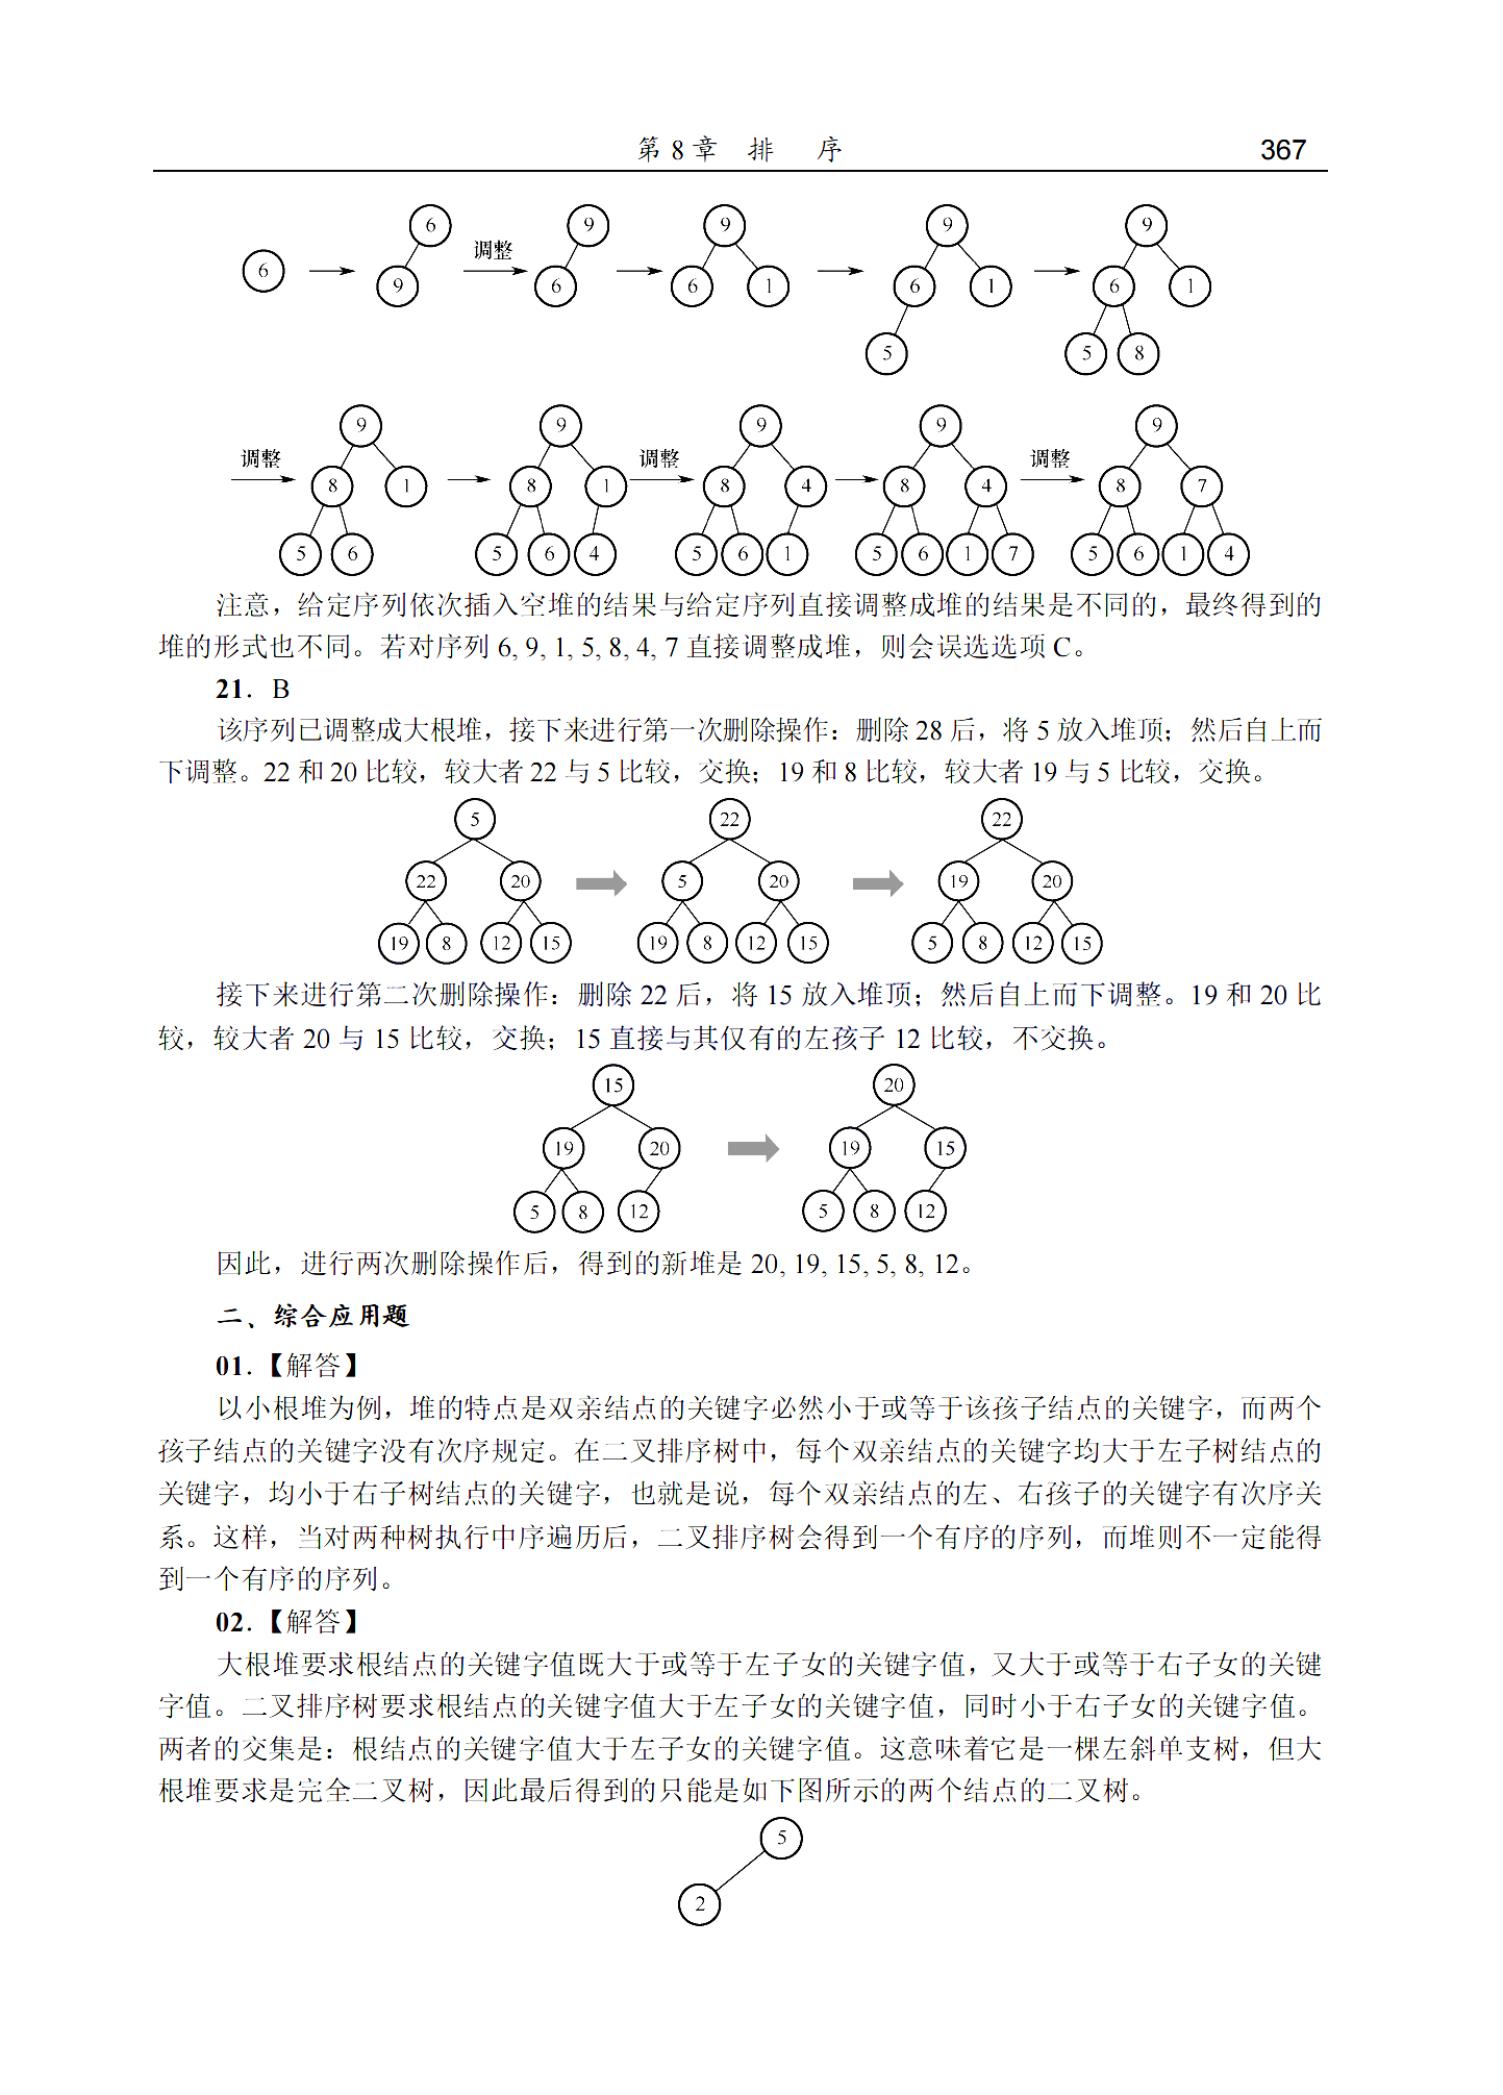 第 8 章 排 序 367
6 6 9 调整 9 6 9 6 1 9 6 1 5 9 6 1 5 8
调整 9 8 1 5 6 9 8 1 5 6 4 调整 9 8 4 5 6 1 9 8 4 5 6 1 7 调整 9 8 7 5 6 1 4
注意，给定序列依次插入空堆的结果与给定序列直接调整成堆的结果是不同的，最终得到的
堆的形式也不同。若对序列 6, 9, 1, 5, 8, 4, 7 直接调整成堆，则会误选选项 C。
21. B
该序列已调整成大根堆，接下来进行第一次删除操作：删除 28 后，将 5 放入堆顶；然后自上而
下调整。22 和 20 比较，较大者 22 与 5 比较，交换；19 和 8 比较，较大者 19 与 5 比较，交换。
5 22 22
22 20 5 20 19 20
19 8 12 15 19 8 12 15 5 8 12 15
接下来进行第二次删除操作：删除 22 后，将 15 放入堆顶；然后自上而下调整。19 和 20 比
较，较大者 20 与 15 比较，交换；15 直接与其仅有的左孩子 12 比较，不交换。
15 20
19 20 19 15
5 8 12 5 8 12
因此，进行两次删除操作后，得到的新堆是 20, 19, 15, 5, 8, 12。
二、综合应用题
01.【解答】
以小根堆为例，堆的特点是双亲结点的关键字必然小于或等于该孩子结点的关键字，而两个
孩子结点的关键字没有次序规定。在二叉排序树中，每个双亲结点的关键字均大于左子树结点的
关键字，均小于右子树结点的关键字，也就是说，每个双亲结点的左、右孩子的关键字有次序关
系。这样，当对两种树执行中序遍历后，二叉排序树会得到一个有序的序列，而堆则不一定能得
到一个有序的序列。
02.【解答】
大根堆要求根结点的关键字值既大于或等于左子女的关键字值，又大于或等于右子女的关键
字值。二叉排序树要求根结点的关键字值大于左子女的关键字值，同时小于右子女的关键字值。
两者的交集是：根结点的关键字值大于左子女的关键字值。这意味着它是一棵左斜单支树，但大
根堆要求是完全二叉树，因此最后得到的只能是如下图所示的两个结点的二叉树。
5
2